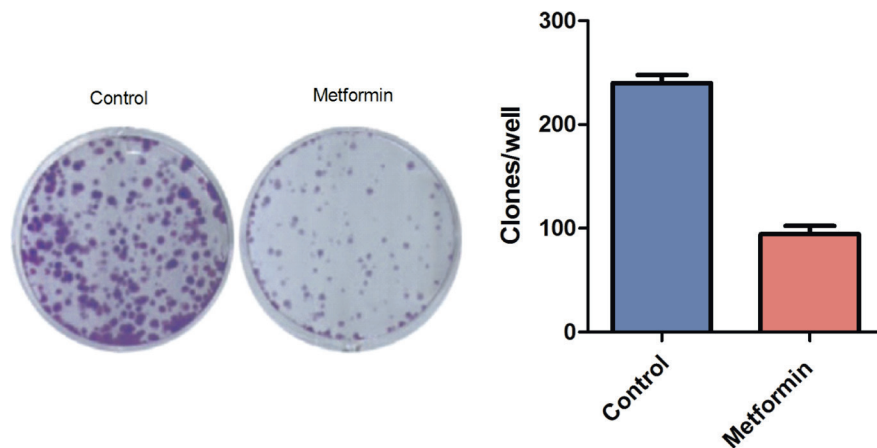 Control
Metformin
Clones/well
300
200
100
0
Control
Metformin